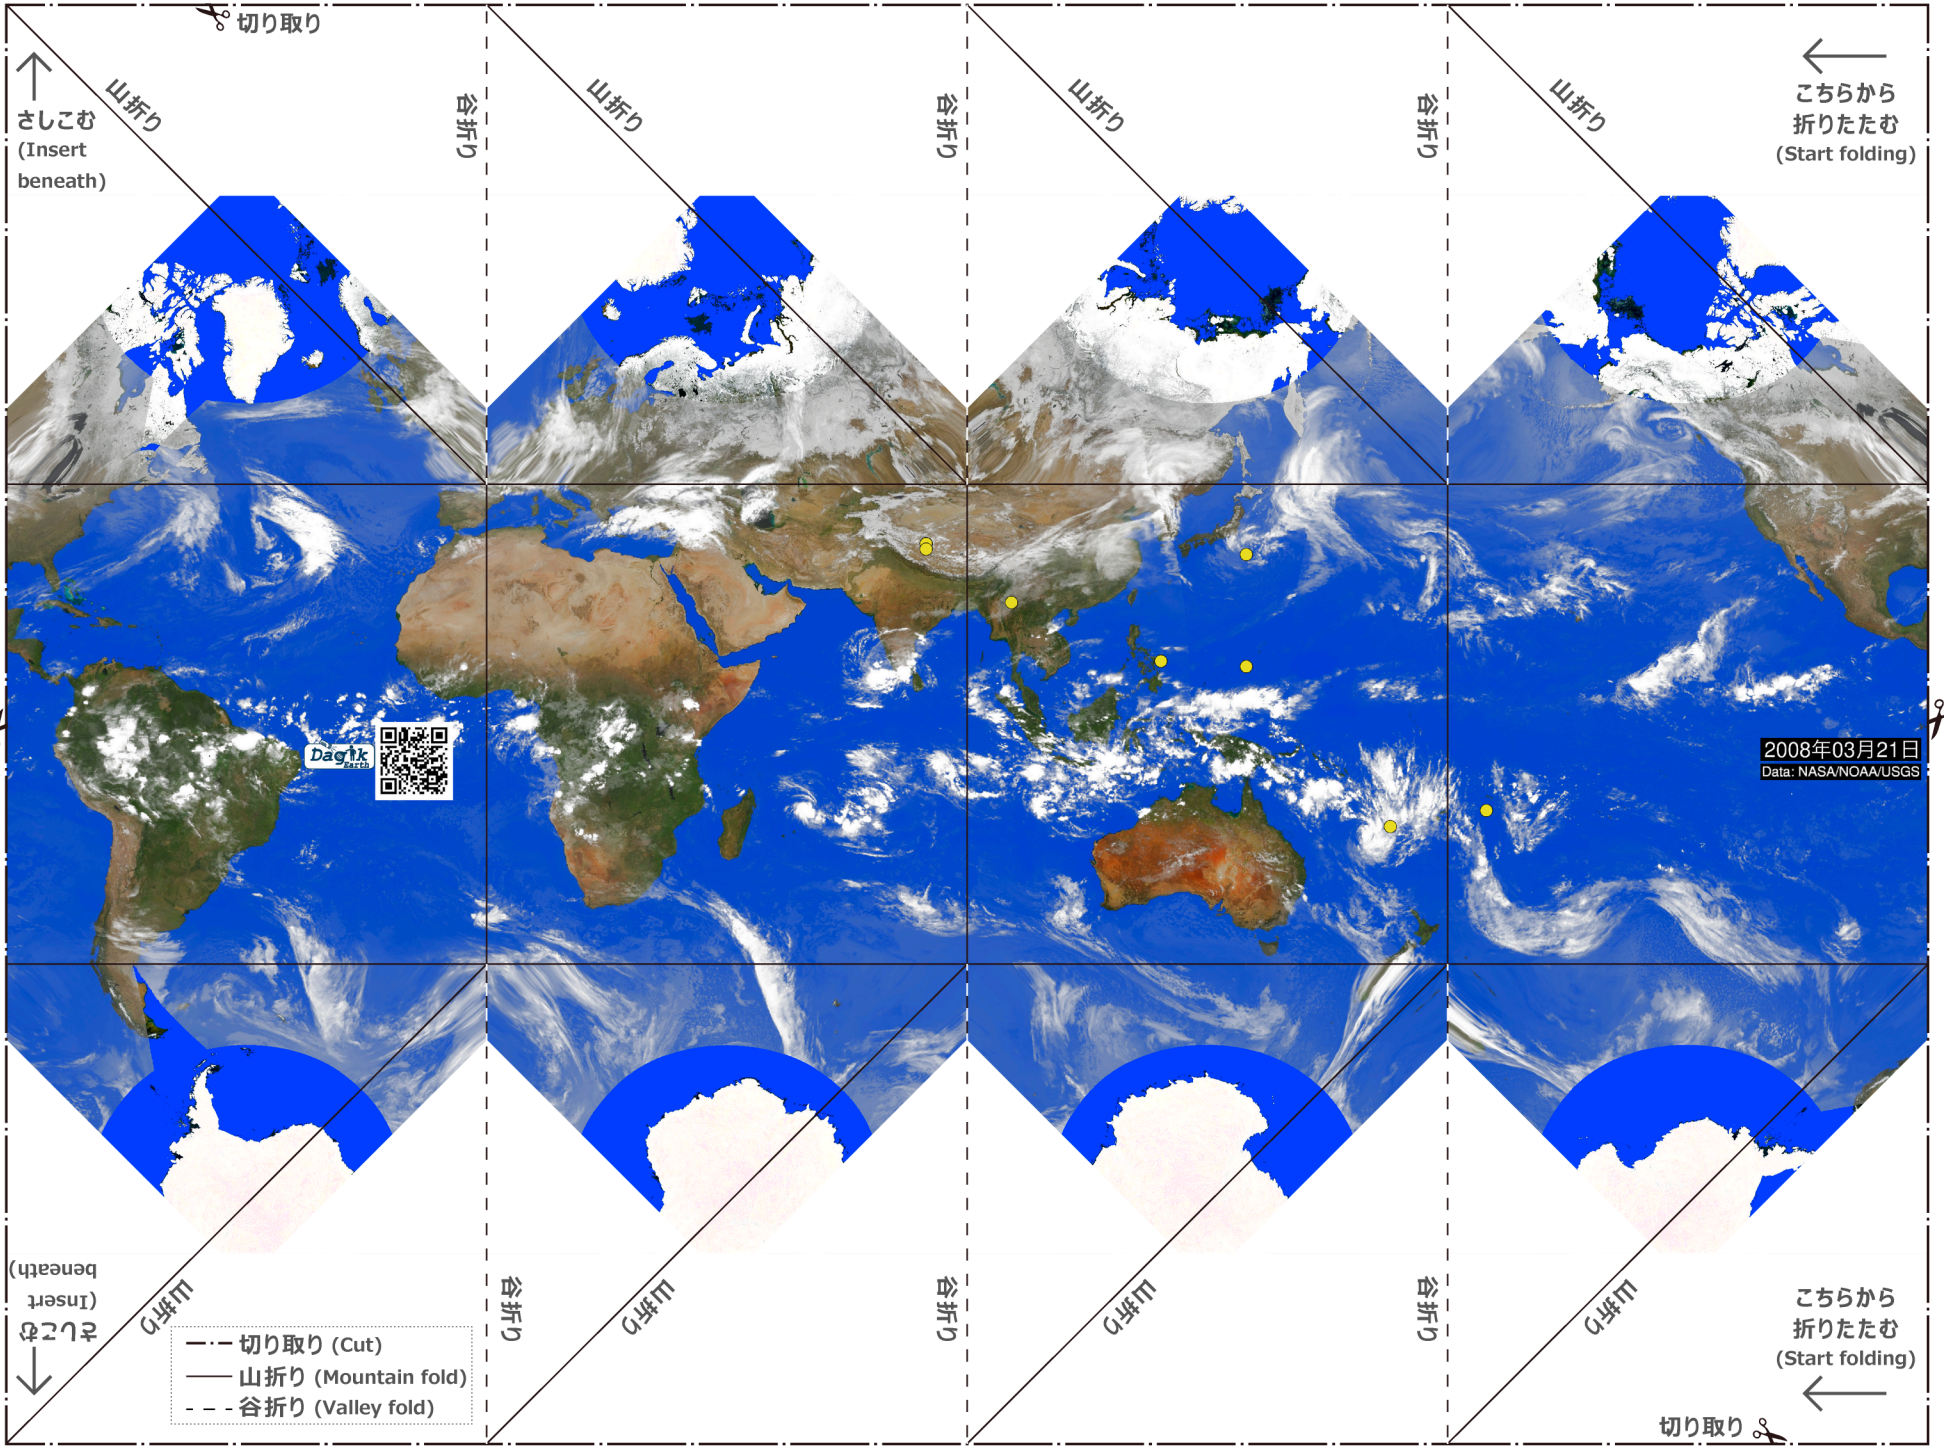 切り取り
山折り
谷折り
山折り
谷折り
山折り
谷折り
山折り
さしこむ
(Insert
beneath)
こちらから
折りたたむ
(Start folding)
Dagik
Earth
2008年03月21日
Data: NASA/NOAA/USGS
さしこむ
(Insert
beneath)
山折り
谷折り
山折り
谷折り
山折り
谷折り
山折り
こちらから
折りたたむ
(Start folding)
切り取り (Cut)
山折り (Mountain fold)
谷折り (Valley fold)
切り取り